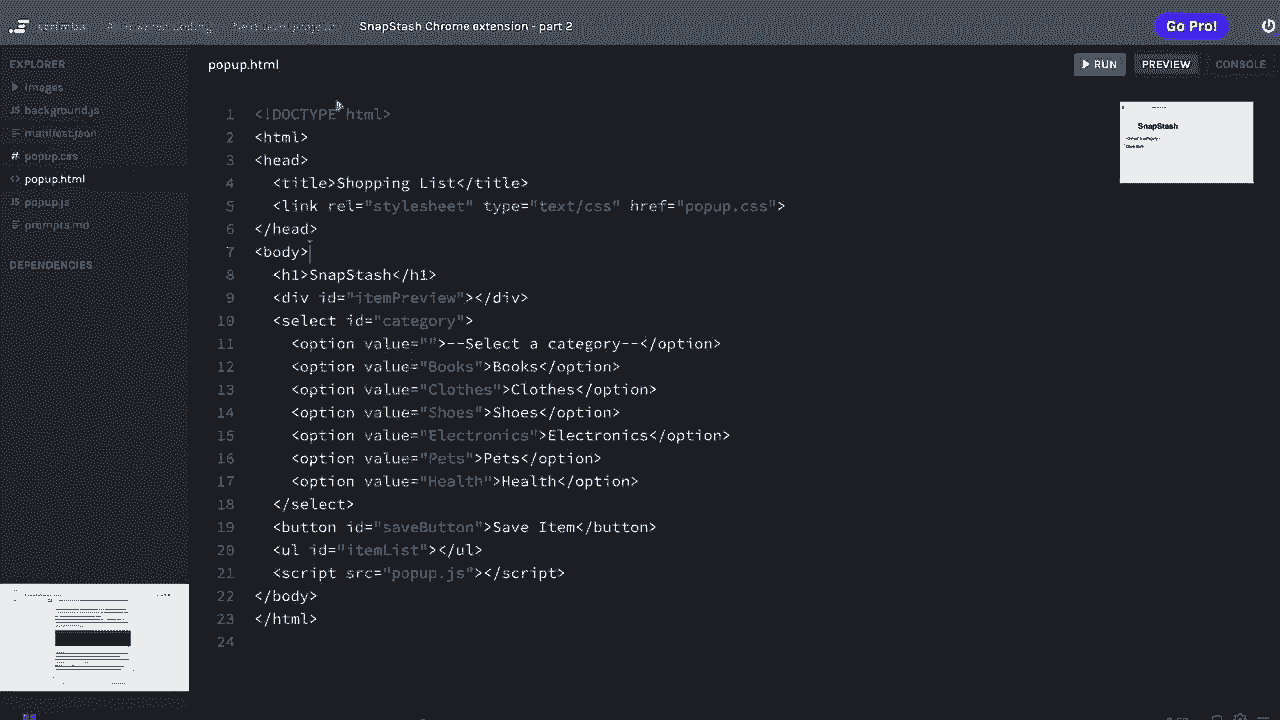 scrimba AI-powered coding Next-level projects SnapStash Chrome extension - part 2 Go Pro!
EXPLORER
images
JS background.js
manifest.json
# popup.css
<> popup.html
JS popup.js
prompts.md
DEPENDENCIES
popup.html
RUN PREVIEW CONSOLE
1 <!DOCTYPE html>
2 <html>
3 <head>
4 <title>Shopping List</title>
5 <link rel="stylesheet" type="text/css" href="popup.css">
6 </head>
7 <body>
8 <h1>SnapStash</h1>
9 <div id="itemPreview"></div>
10 <select id="category">
11 <option value="">--Select a category--</option>
12 <option value="Books">Books</option>
13 <option value="Clothes">Clothes</option>
14 <option value="Shoes">Shoes</option>
15 <option value="Electronics">Electronics</option>
16 <option value="Pets">Pets</option>
17 <option value="Health">Health</option>
18 </select>
19 <button id="saveButton">Save Item</button>
20 <ul id="itemList"></ul>
21 <script src="popup.js"></script>
22 </body>
23 </html>
24
SnapStash